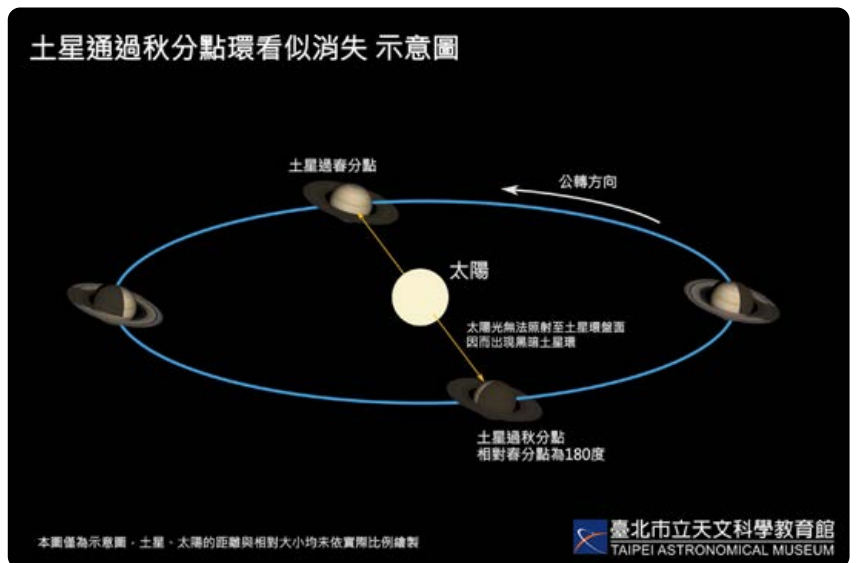 土星通過秋分點環看似消失 示意圖
土星過春分點
公轉方向
太陽
太陽光無法照射至土星環盤面
因而出現黑暗土星環
土星過秋分點
相對春分點為180度
本圖僅為示意圖，土星、太陽的距離與相對大小均未依實際比例繪製
臺北市立天文科學教育館
TAIPEI ASTRONOMICAL MUSEUM